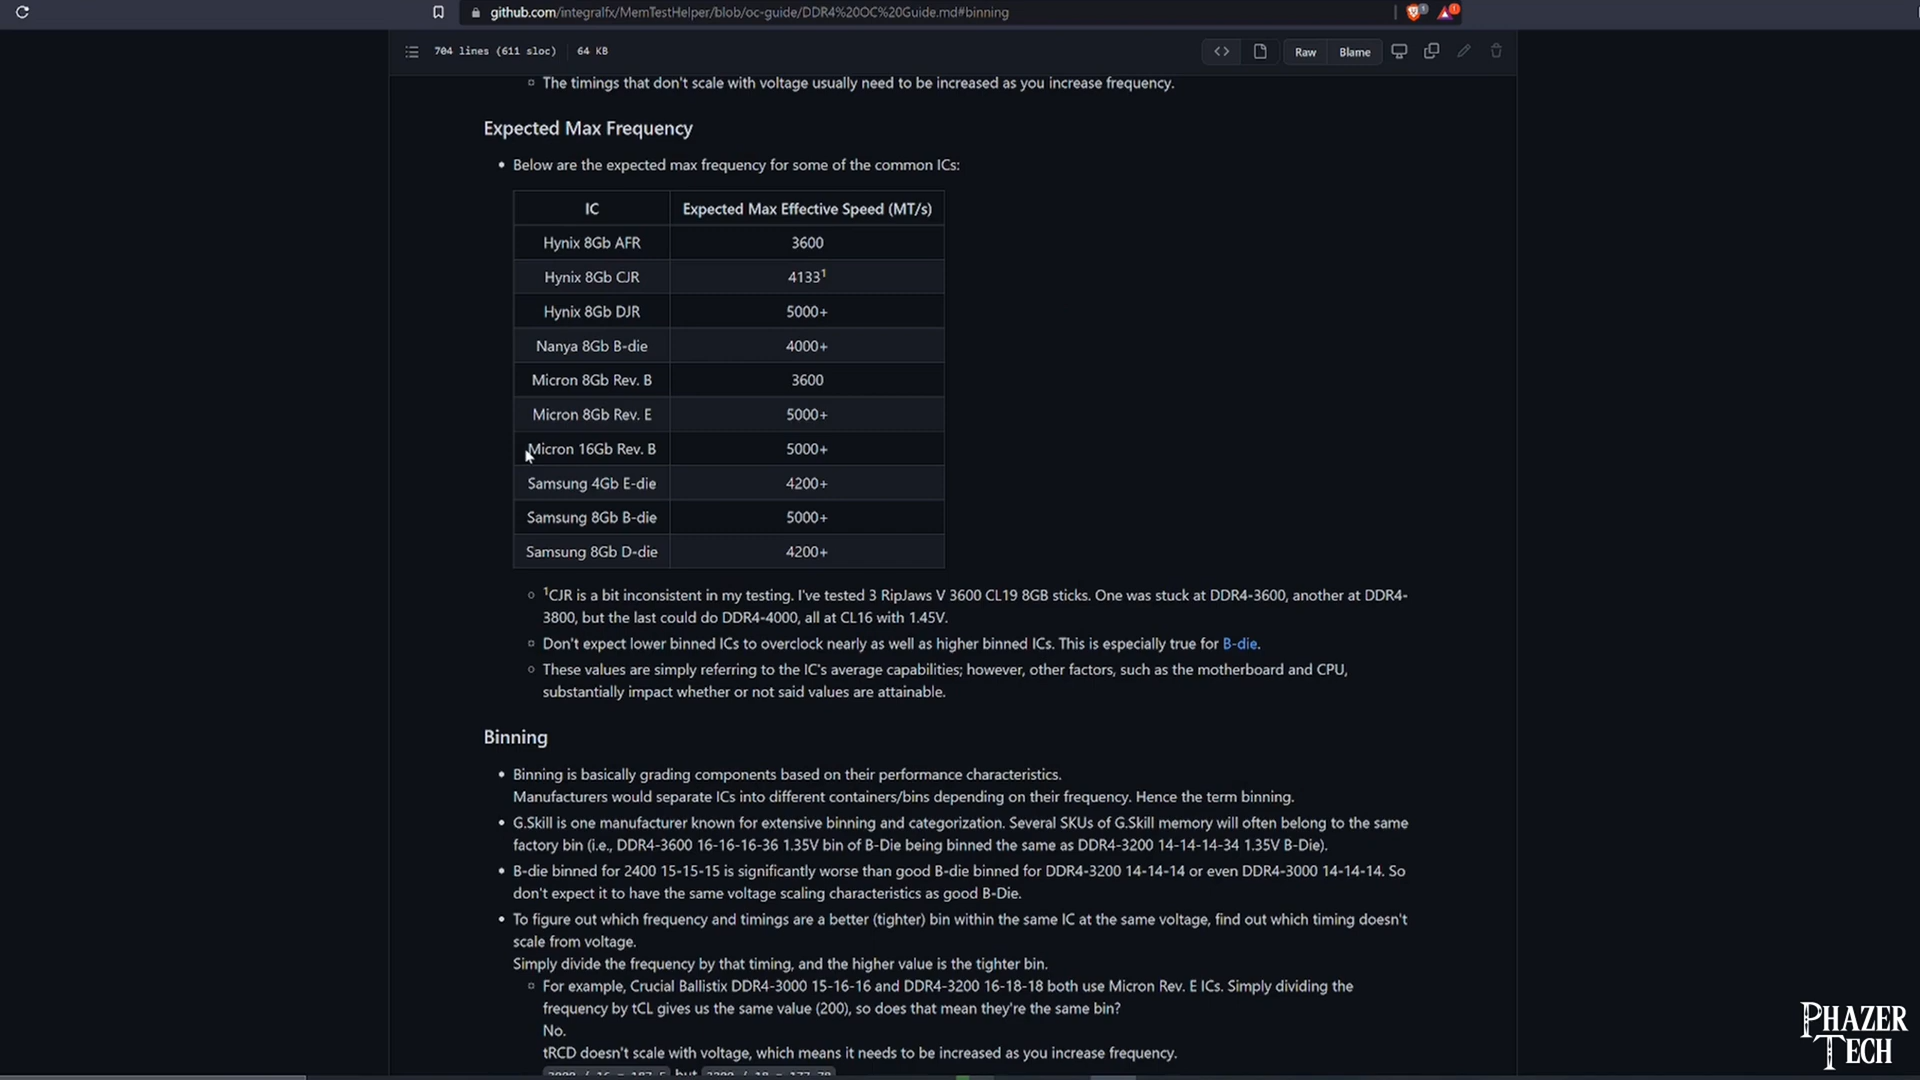 github.com/integralfx/MemTestHelper/blob/oc-guide/DDR4%20OC%20Guide.md#binning
704 lines (611 sloc) 64 KB
Raw Blame
The timings that don't scale with voltage usually need to be increased as you increase frequency.
Expected Max Frequency
Below are the expected max frequency for some of the common ICs:
IC Expected Max Effective Speed (MT/s)
Hynix 8Gb AFR 3600
Hynix 8Gb CJR 4133¹
Hynix 8Gb DJR 5000+
Nanya 8Gb B-die 4000+
Micron 8Gb Rev. B 3600
Micron 8Gb Rev. E 5000+
Micron 16Gb Rev. B 5000+
Samsung 4Gb E-die 4200+
Samsung 8Gb B-die 5000+
Samsung 8Gb D-die 4200+
¹CJR is a bit inconsistent in my testing. I've tested 3 RipJaws V 3600 CL19 8GB sticks. One was stuck at DDR4-3600, another at DDR4-
3800, but the last could do DDR4-4000, all at CL16 with 1.45V.
Don't expect lower binned ICs to overclock nearly as well as higher binned ICs. This is especially true for B-die.
These values are simply referring to the IC's average capabilities; however, other factors, such as the motherboard and CPU,
substantially impact whether or not said values are attainable.
Binning
Binning is basically grading components based on their performance characteristics.
Manufacturers would separate ICs into different containers/bins depending on their frequency. Hence the term binning.
G.Skill is one manufacturer known for extensive binning and categorization. Several SKUs of G.Skill memory will often belong to the same
factory bin (i.e., DDR4-3600 16-16-16-36 1.35V bin of B-Die being binned the same as DDR4-3200 14-14-14-34 1.35V B-Die).
B-die binned for 2400 15-15-15 is significantly worse than good B-die binned for DDR4-3200 14-14-14 or even DDR4-3000 14-14-14. So
don't expect it to have the same voltage scaling characteristics as good B-Die.
To figure out which frequency and timings are a better (tighter) bin within the same IC at the same voltage, find out which timing doesn't
scale from voltage.
Simply divide the frequency by that timing, and the higher value is the tighter bin.
For example, Crucial Ballistix DDR4-3000 15-16-16 and DDR4-3200 16-18-18 both use Micron Rev. E ICs. Simply dividing the
frequency by tCL gives us the same value (200), so does that mean they're the same bin?
No.
tRCD doesn't scale with voltage, which means it needs to be increased as you increase frequency.
but
PHAZER
TECH